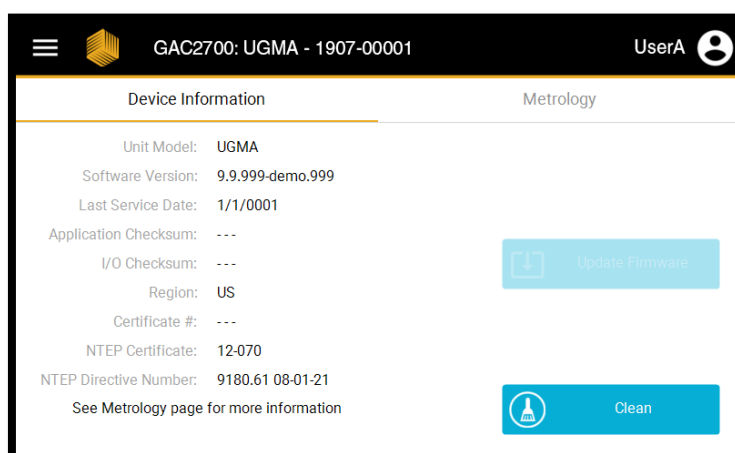 GAC2700: UGMA - 1907-00001 UserA
Device Information Metrology
Unit Model: UGMA
Software Version: 9.9.999-demo.999
Last Service Date: 1/1/0001
Application Checksum: ---
I/O Checksum: ---
Update Firmware
Region: US
Certificate #: ---
NTEP Certificate: 12-070
NTEP Directive Number: 9180.61 08-01-21
See Metrology page for more information
Clean